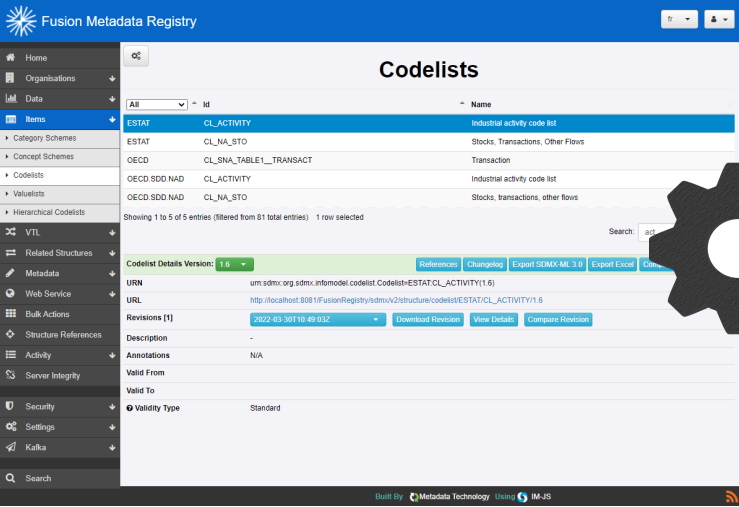 Fusion Metadata Registry
fr
Home
Organisations
Data
Items
Category Schemes
Concept Schemes
Codelists
Valuelists
Hierarchical Codelists
VTL
Related Structures
Metadata
Web Service
Bulk Actions
Structure References
Activity
Server Integrity
Security
Settings
Kafka
Search
Codelists
All Id Name
ESTAT CL_ACTIVITY Industrial activity code list
ESTAT CL_NA_STO Stocks, Transactions, Other Flows
OECD CL_SNA_TABLE1__TRANSACT Transaction
OECD.SDD.NAD CL_ACTIVITY Industrial activity code list
OECD.SDD.NAD CL_NA_STO Stocks, transactions, other flows
Showing 1 to 5 of 5 entries (filtered from 81 total entries) 1 row selected
Search: act
Codelist Details Version: 1.6 References Changelog Export SDMX-ML 3.0 Export Excel
URN urn:sdmx:org.sdmx.infomodel.codelist.Codelist=ESTAT:CL_ACTIVITY(1.6)
URL http://localhost:8081/FusionRegistry/sdmx/v2/structure/codelist/ESTAT/CL_ACTIVITY/1.6
Revisions [1] 2022-03-30T10:49:03Z Download Revision View Details Compare Revision
Description -
Annotations N/A
Valid From
Valid To
Validity Type Standard
Built By Metadata Technology Using IM-JS